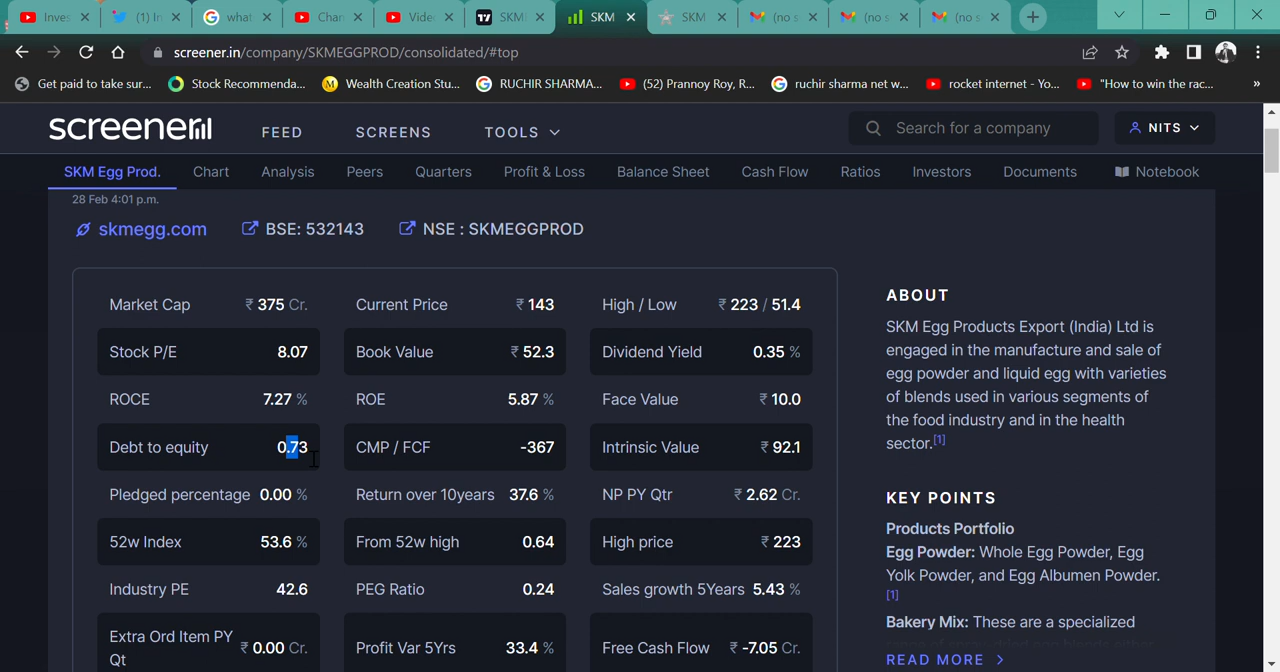 Inves
(1) In
what
Chan
Vide
SKM
SKM
SKM
(no s
(no s
(no s
screener.in/company/SKMEGGPROD/consolidated/#top
Get paid to take sur... Stock Recommenda... Wealth Creation Stu... RUCHIR SHARMA... (52) Prannoy Roy, R... ruchir sharma net w... rocket internet - Yo... "How to win the rac... »
screener FEED SCREENS TOOLS Search for a company NITS
SKM Egg Prod. Chart Analysis Peers Quarters Profit & Loss Balance Sheet Cash Flow Ratios Investors Documents Notebook
28 Feb 4:01 p.m.
skmegg.com BSE: 532143 NSE : SKMEGGPROD
Market Cap ₹ 375 Cr. Current Price ₹ 143 High / Low ₹ 223 / 51.4
Stock P/E 8.07 Book Value ₹ 52.3 Dividend Yield 0.35 %
ROCE 7.27 % ROE 5.87 % Face Value ₹ 10.0
Debt to equity 0.73 CMP / FCF -367 Intrinsic Value ₹ 92.1
Pledged percentage 0.00 % Return over 10years 37.6 % NP PY Qtr ₹ 2.62 Cr.
52w Index 53.6 % From 52w high 0.64 High price ₹ 223
Industry PE 42.6 PEG Ratio 0.24 Sales growth 5Years 5.43 %
Extra Ord Item PY
Qt ₹ 0.00 Cr. Profit Var 5Yrs 33.4 % Free Cash Flow ₹ -7.05 Cr.
ABOUT
SKM Egg Products Export (India) Ltd is
engaged in the manufacture and sale of
egg powder and liquid egg with varieties
of blends used in various segments of
the food industry and in the health
sector.[1]
KEY POINTS
Products Portfolio
Egg Powder: Whole Egg Powder, Egg
Yolk Powder, and Egg Albumen Powder.
[1]
Bakery Mix: These are a specialized
READ MORE >